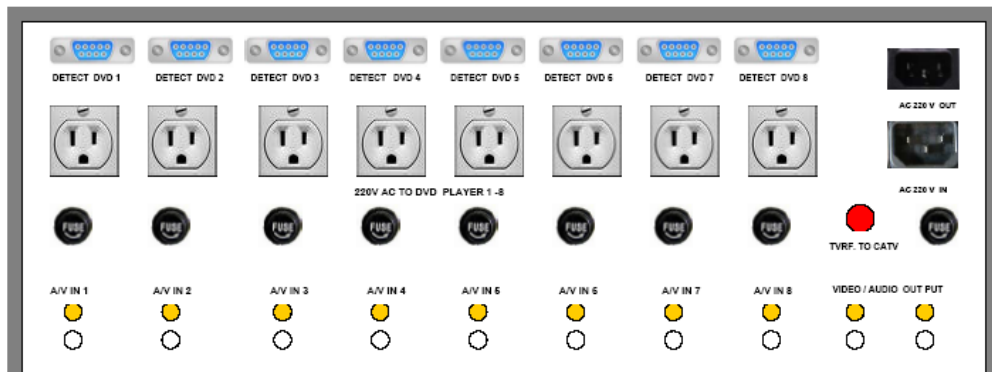 DETECT DVD 1 DETECT DVD 2 DETECT DVD 3 DETECT DVD 4 DETECT DVD 5 DETECT DVD 6 DETECT DVD 7 DETECT DVD 8
AC 220 V OUT
220V AC TO DVD PLAYER 1 -8
AC 220 V IN
FUSE FUSE FUSE FUSE FUSE FUSE FUSE FUSE FUSE
TVRF. TO CATV
A/V IN 1 A/V IN 2 A/V IN 3 A/V IN 4 A/V IN 5 A/V IN 6 A/V IN 7 A/V IN 8 VIDEO / AUDIO OUT PUT